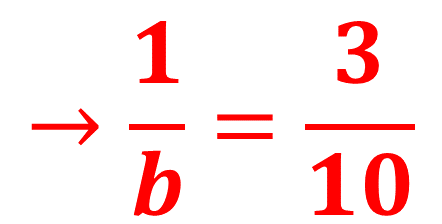 → 1/b = 3/10